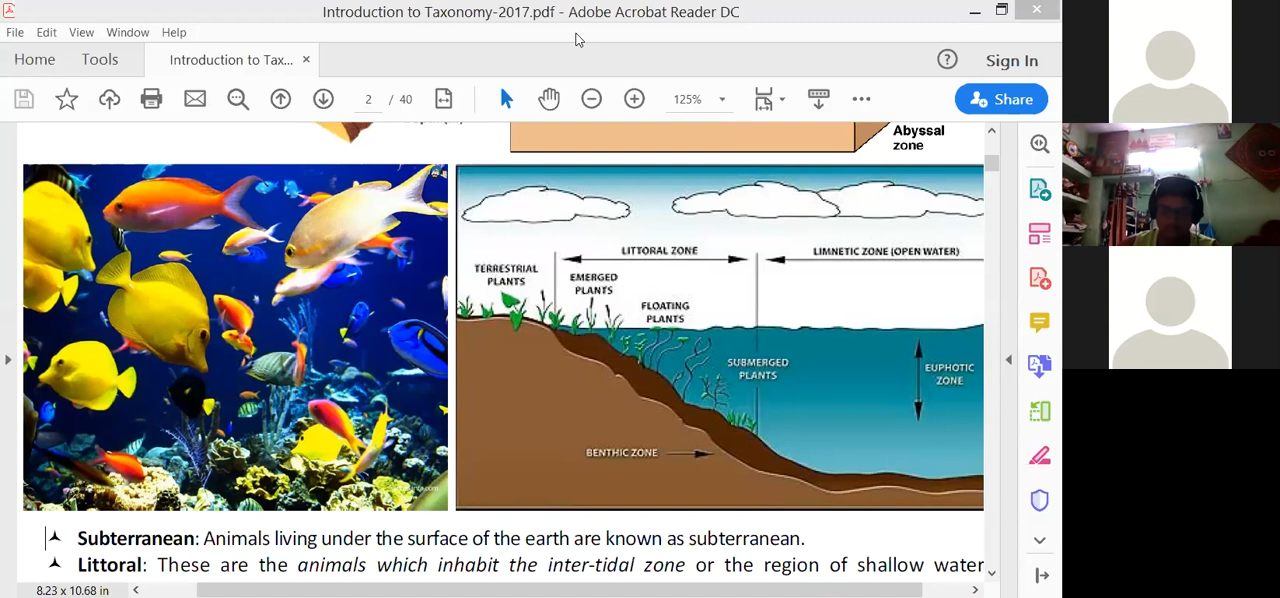 Introduction to Taxonomy-2017.pdf - Adobe Acrobat Reader DC
File Edit View Window Help
Home Tools Introduction to Tax... × Sign In
2 / 40 125% Share
Abyssal
zone
LITTORAL ZONE
LIMNETIC ZONE (OPEN WATER)
TERRESTRIAL
PLANTS
EMERGED
PLANTS
FLOATING
PLANTS
SUBMERGED
PLANTS
EUPHOTIC
ZONE
BENTHIC ZONE
Subterranean: Animals living under the surface of the earth are known as subterranean.
Littoral: These are the animals which inhabit the inter-tidal zone or the region of shallow water
8.23 x 10.68 in